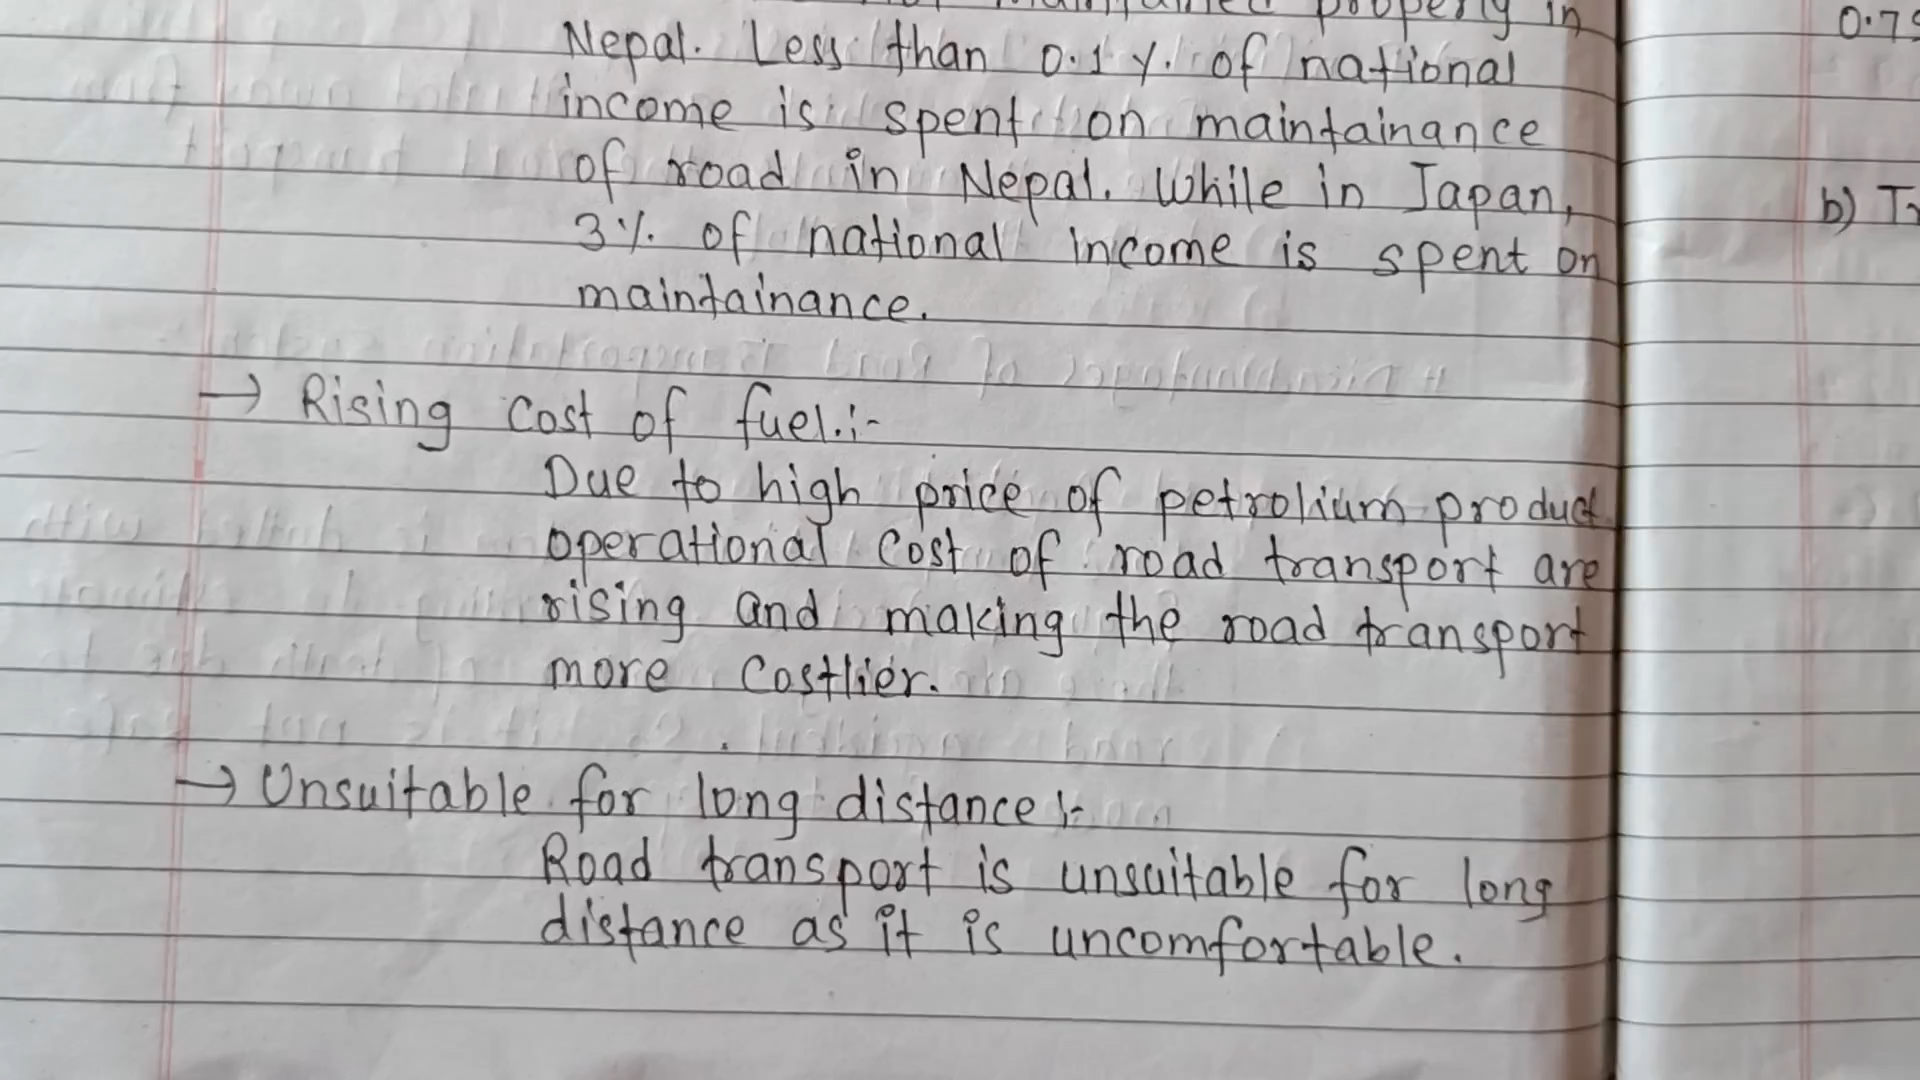 maintained properly in
Nepal. Less than 0.1 %. of national
income is spent on maintainance
of road in Nepal. While in Japan,
3%. of national income is spent on
maintainance.
→ Rising Cost of fuel.:-
Due to high price of petrolium product
operational Cost of road transport are
rising and making the road transport
more Costlier.
→ Unsuitable for long distance :-
Road transport is unsuitable for long
distance as it is uncomfortable.
b)